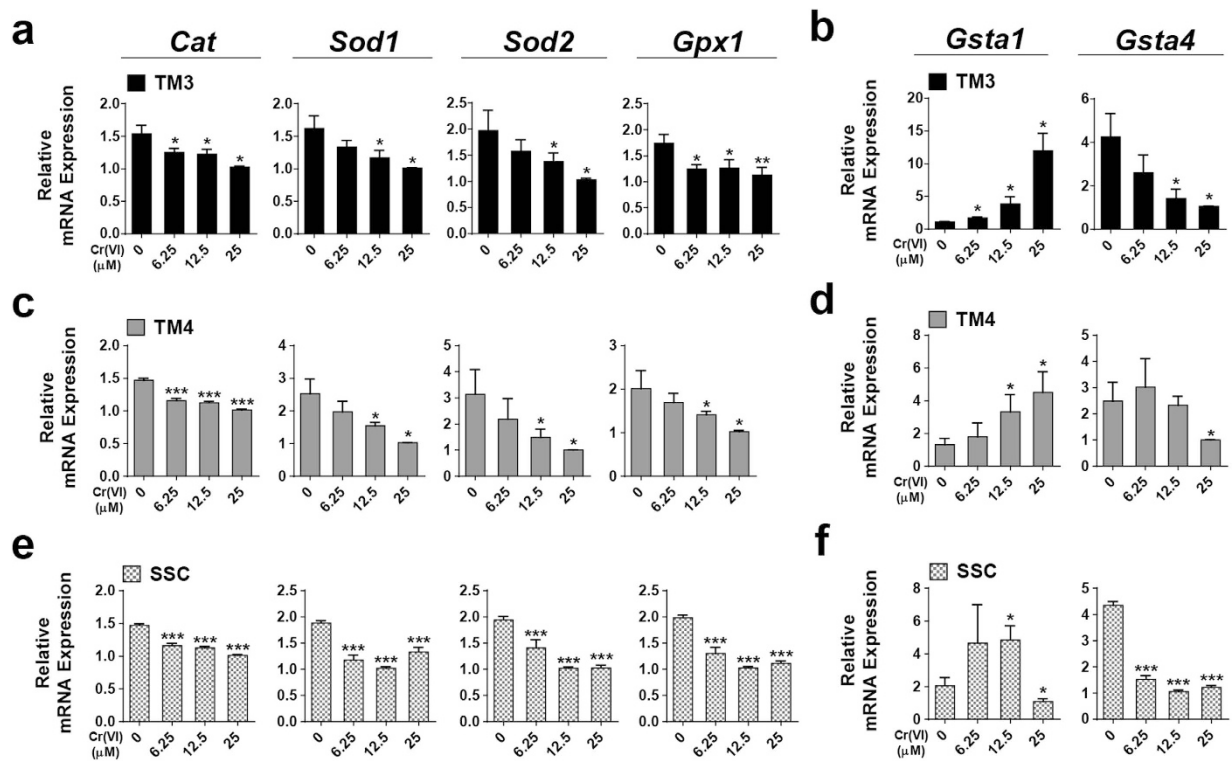 a
Cat Sod1 Sod2 Gpx1
b
Gsta1 Gsta4
TM3
Relative
mRNA Expression
2.0 1.5 1.0 0.5 0.0
* * *
2.0 1.5 1.0 0.5 0.0
* *
2.5 2.0 1.5 1.0 0.5 0.0
* *
2.5 2.0 1.5 1.0 0.5 0.0
* * **
Cr(VI)
(μM)
0 6.25 12.5 25
0 6.25 12.5 25
0 6.25 12.5 25
0 6.25 12.5 25
TM3
Relative
mRNA Expression
20 15 10 5 0
* * *
6 4 2 0
* *
Cr(VI)
(μM)
0 6.25 12.5 25
0 6.25 12.5 25
c
TM4
Relative
mRNA Expression
2.0 1.5 1.0 0.5 0.0
*** *** ***
4 3 2 1 0
* *
5 4 3 2 1 0
* *
3 2 1 0
* *
Cr(VI)
(μM)
0 6.25 12.5 25
0 6.25 12.5 25
0 6.25 12.5 25
0 6.25 12.5 25
d
TM4
Relative
mRNA Expression
8 6 4 2 0
* *
5 4 3 2 1 0
*
Cr(VI)
(μM)
0 6.25 12.5 25
0 6.25 12.5 25
e
SSC
Relative
mRNA Expression
2.0 1.5 1.0 0.5 0.0
*** *** ***
2.5 2.0 1.5 1.0 0.5 0.0
*** *** ***
2.5 2.0 1.5 1.0 0.5 0.0
*** *** ***
2.5 2.0 1.5 1.0 0.5 0.0
*** *** ***
Cr(VI)
(μM)
0 6.25 12.5 25
0 6.25 12.5 25
0 6.25 12.5 25
0 6.25 12.5 25
f
SSC
Relative
mRNA Expression
8 6 4 2 0
* *
5 4 3 2 1 0
*** *** ***
Cr(VI)
(μM)
0 6.25 12.5 25
0 6.25 12.5 25